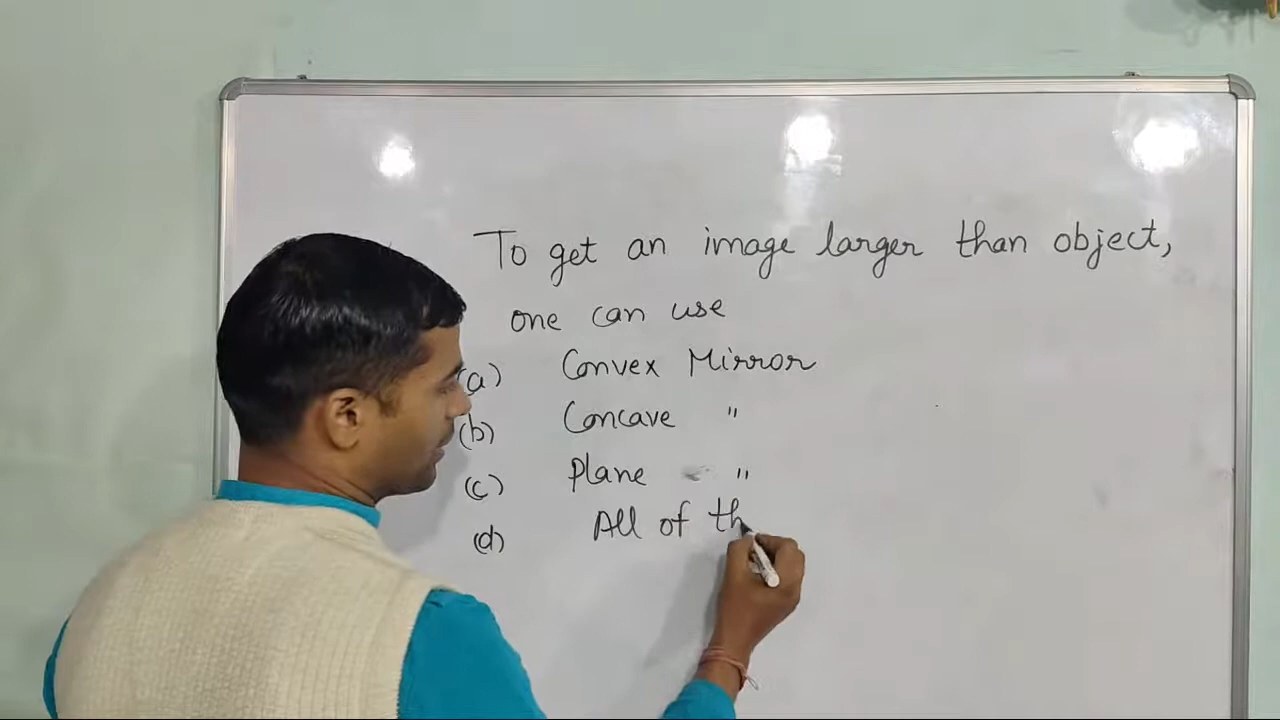 To get an image larger than object,
one can use
(a) Convex Mirror
(b) Concave "
(c) Plane "
(d) All of th